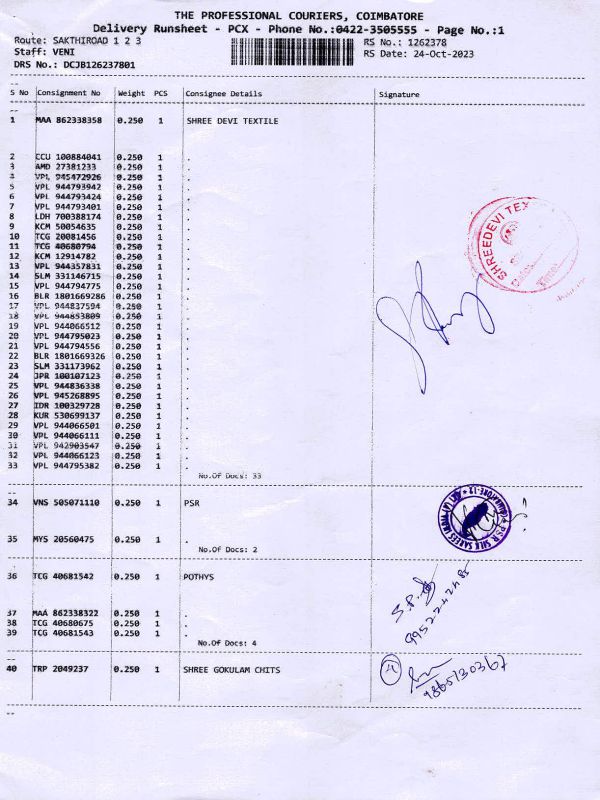 THE PROFESSIONAL COURIERS, COIMBATORE
Delivery Runsheet - PCX - Phone No.:0422-3505555 - Page No.:1
Route: SAKTHIROAD 1 2 3
RS No.: 1262378
Staff: VENI
RS Date: 24-Oct-2023
DRS No.: DCJB126237801
S No Consignment No Weight PCS Consignee Details Signature
1 MAA 862338358 0.250 1 SHREE DEVI TEXTILE
2 CCU 100884041 0.250 1 .
3 AMD 27381233 0.250 1 .
4 VPL 945472926 0.250 1 .
5 VPL 944793942 0.250 1 .
6 VPL 944793424 0.250 1 .
7 VPL 944793401 0.250 1 .
8 LDH 700388174 0.250 1 .
9 KCM 50054635 0.250 1 .
10 TCG 20081456 0.250 1 .
11 TCG 40680794 0.250 1 .
12 KCM 12914782 0.250 1 .
13 VPL 944357831 0.250 1 .
14 SLM 331146715 0.250 1 .
15 VPL 944794775 0.250 1 .
16 BLR 1801669286 0.250 1 .
17 VPL 944837594 0.250 1 .
18 VPL 944853809 0.250 1 .
19 VPL 944066512 0.250 1 .
20 VPL 944795023 0.250 1 .
21 VPL 944794556 0.250 1 .
22 BLR 1801669326 0.250 1 .
23 SLM 331173962 0.250 1 .
24 JPR 100107123 0.250 1 .
25 VPL 944836338 0.250 1 .
26 VPL 945268895 0.250 1 .
27 IDR 100329728 0.250 1 .
28 KUR 530699137 0.250 1 .
29 VPL 944066501 0.250 1 .
30 VPL 944066111 0.250 1 .
31 VPL 942903547 0.250 1 .
32 VPL 944066123 0.250 1 .
33 VPL 944795382 0.250 1 .
No.Of Docs: 33
SHREEDEVI TEX
34 VNS 505071110 0.250 1 PSR
35 MYS 20560475 0.250 1 .
No.Of Docs: 2
P.S.R SILK SAREES INDIA (P) LTD * COIMBATORE-12 *
36 TCG 40681542 0.250 1 POTHYS
37 MAA 862338322 0.250 1 .
38 TCG 40680675 0.250 1 .
39 TCG 40681543 0.250 1 .
No.Of Docs: 4
S.P.
9952242485
40 TRP 2049237 0.250 1 SHREE GOKULAM CHITS
9865130367